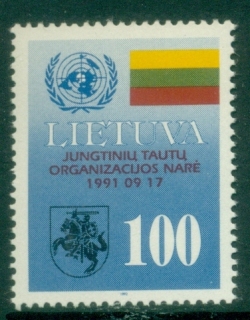 LIETUVA
JUNGTINIŲ TAUTŲ
ORGANIZACIJOS NARĖ
1991 09 17
100